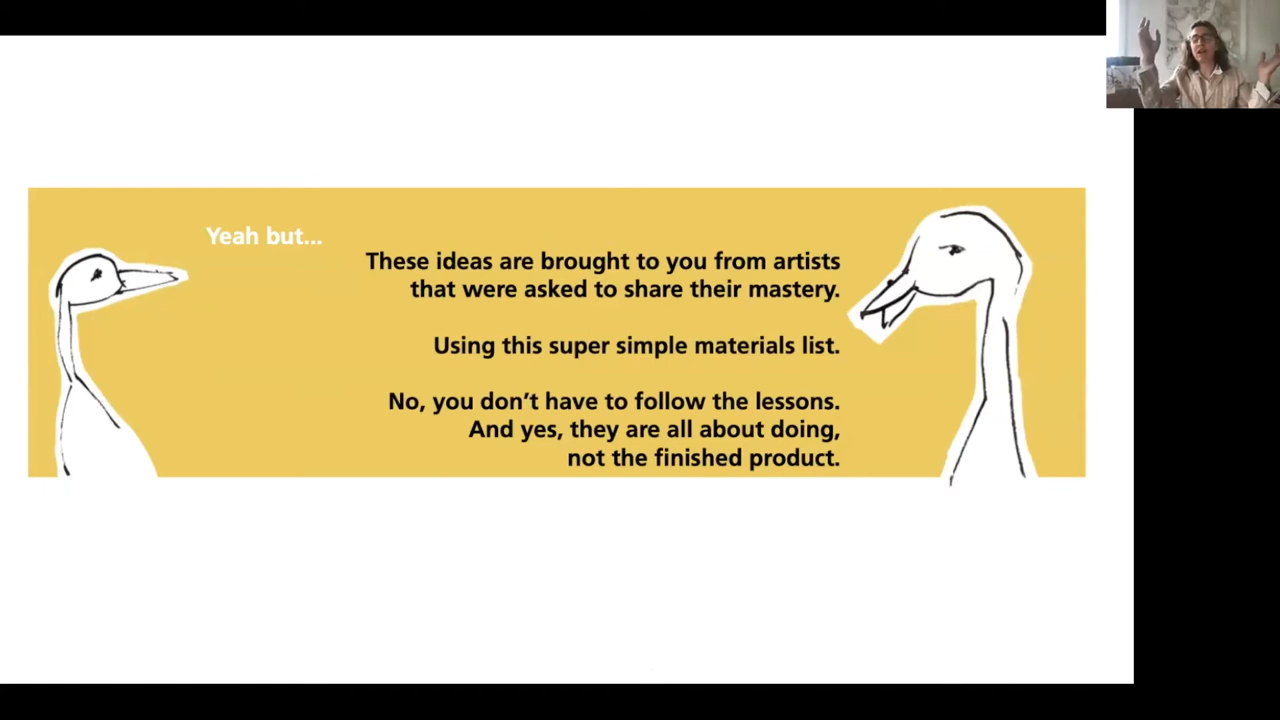 Yeah but...
These ideas are brought to you from artists
that were asked to share their mastery.
Using this super simple materials list.
No, you don’t have to follow the lessons.
And yes, they are all about doing,
not the finished product.